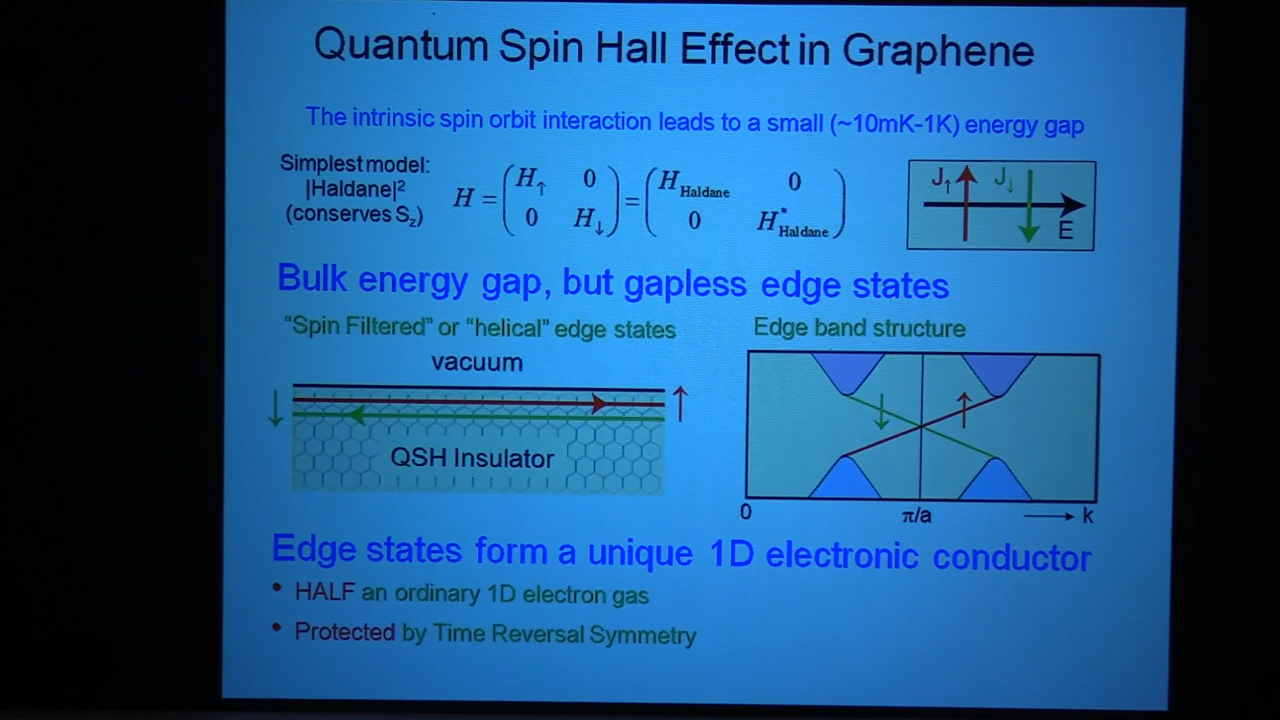 Quantum Spin Hall Effect in Graphene
The intrinsic spin orbit interaction leads to a small (~10mK-1K) energy gap
Simplest model:
|Haldane|²
(conserves S_z)
H = ( H↑ 0 ; 0 H↓ ) = ( H_Haldane 0 ; 0 H*_Haldane )
J↑ J↓
E
Bulk energy gap, but gapless edge states
“Spin Filtered” or “helical” edge states
vacuum
↓ ↑
QSH Insulator
Edge band structure
↓ ↑
0 π/a → k
Edge states form a unique 1D electronic conductor
• HALF an ordinary 1D electron gas
• Protected by Time Reversal Symmetry